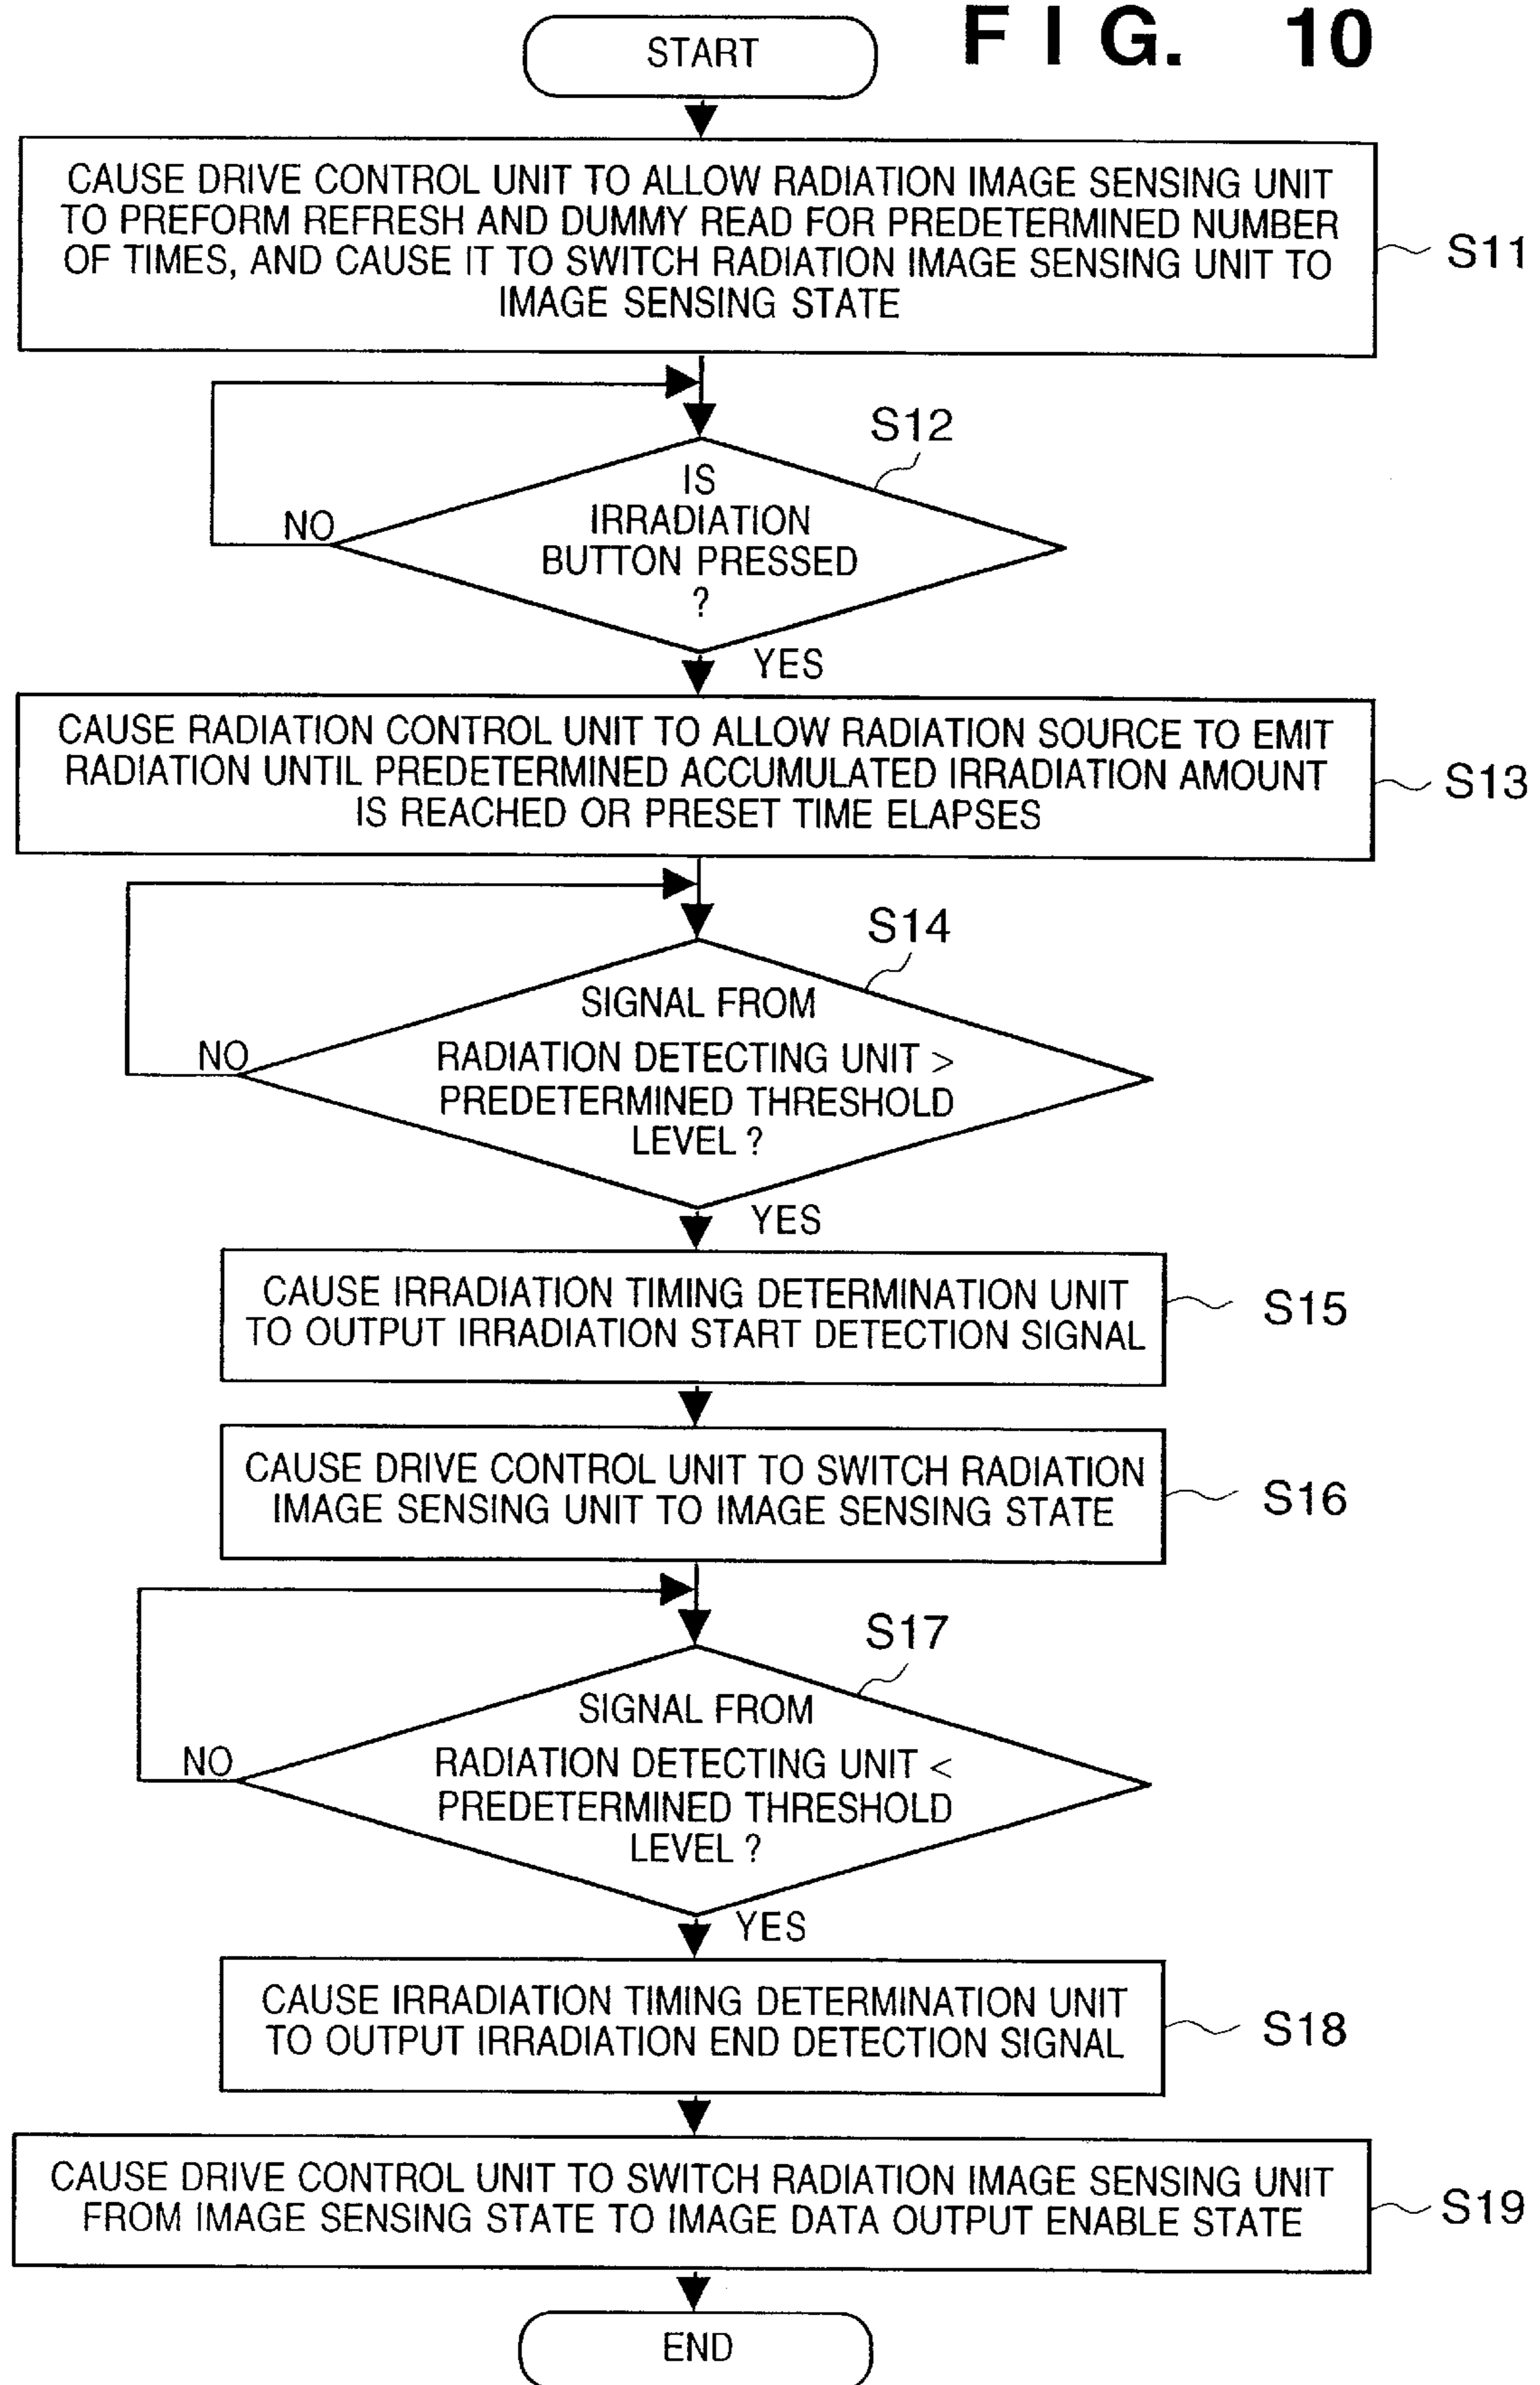 FIG. 10
START
CAUSE DRIVE CONTROL UNIT TO ALLOW RADIATION IMAGE SENSING UNIT
TO PREFORM REFRESH AND DUMMY READ FOR PREDETERMINED NUMBER
OF TIMES, AND CAUSE IT TO SWITCH RADIATION IMAGE SENSING UNIT TO
IMAGE SENSING STATE
S11
S12
IS
IRRADIATION
BUTTON PRESSED
?
NO
YES
CAUSE RADIATION CONTROL UNIT TO ALLOW RADIATION SOURCE TO EMIT
RADIATION UNTIL PREDETERMINED ACCUMULATED IRRADIATION AMOUNT
IS REACHED OR PRESET TIME ELAPSES
S13
S14
SIGNAL FROM
RADIATION DETECTING UNIT >
PREDETERMINED THRESHOLD
LEVEL ?
NO
YES
CAUSE IRRADIATION TIMING DETERMINATION UNIT
TO OUTPUT IRRADIATION START DETECTION SIGNAL
S15
CAUSE DRIVE CONTROL UNIT TO SWITCH RADIATION
IMAGE SENSING UNIT TO IMAGE SENSING STATE
S16
S17
SIGNAL FROM
RADIATION DETECTING UNIT <
PREDETERMINED THRESHOLD
LEVEL ?
NO
YES
CAUSE IRRADIATION TIMING DETERMINATION UNIT
TO OUTPUT IRRADIATION END DETECTION SIGNAL
S18
CAUSE DRIVE CONTROL UNIT TO SWITCH RADIATION IMAGE SENSING UNIT
FROM IMAGE SENSING STATE TO IMAGE DATA OUTPUT ENABLE STATE
S19
END